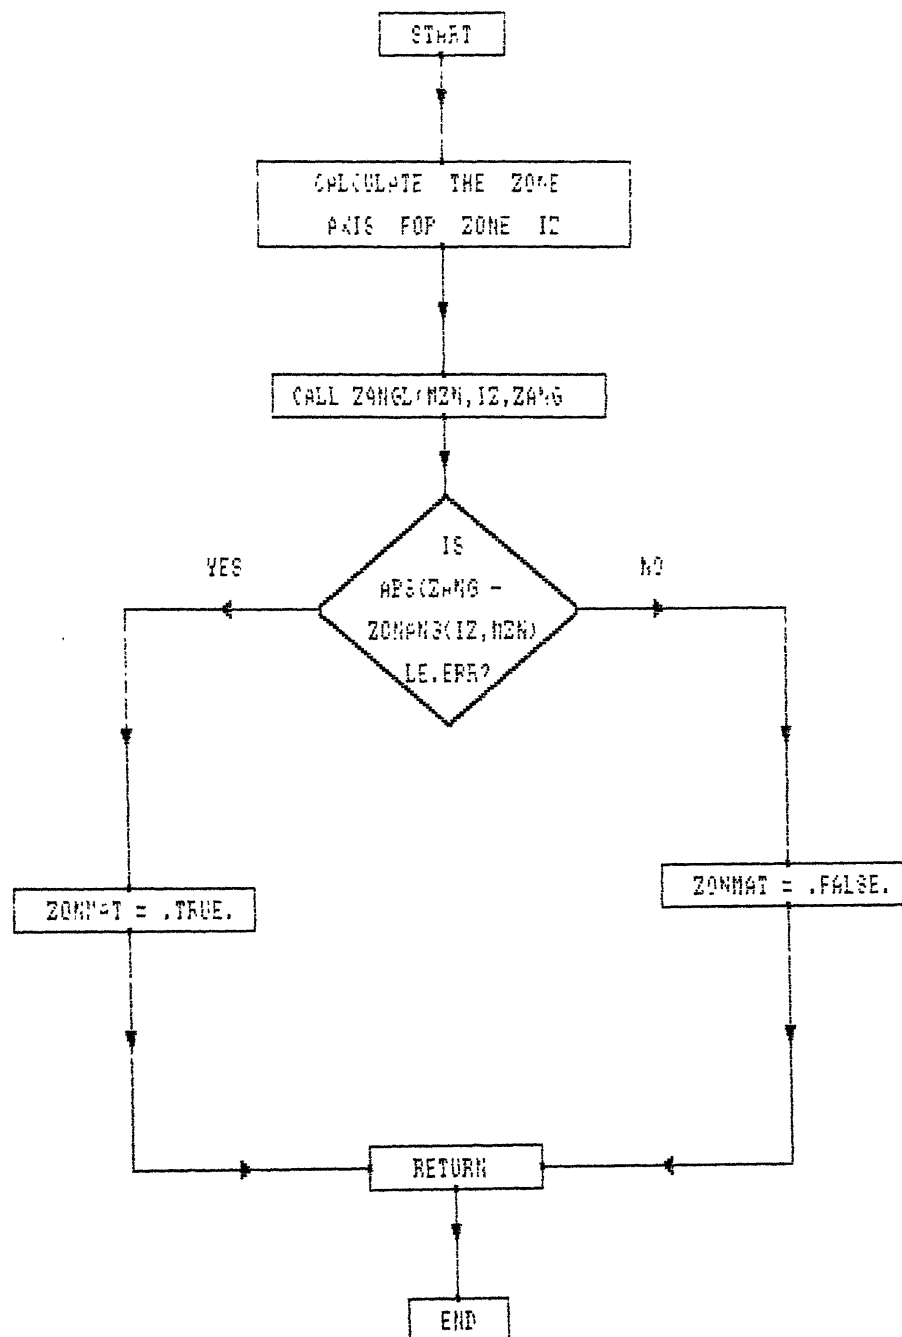 START
CALCULATE THE ZONE
AXIS FOR ZONE IZ
CALL ZANGL(MZN,IZ,ZANG
IS
YES
NO
ABS(ZANG -
ZONANG(IZ,MZN)
LE.ERR?
ZONMAT = .FALSE.
ZONMAT = .TRUE.
RETURN
END